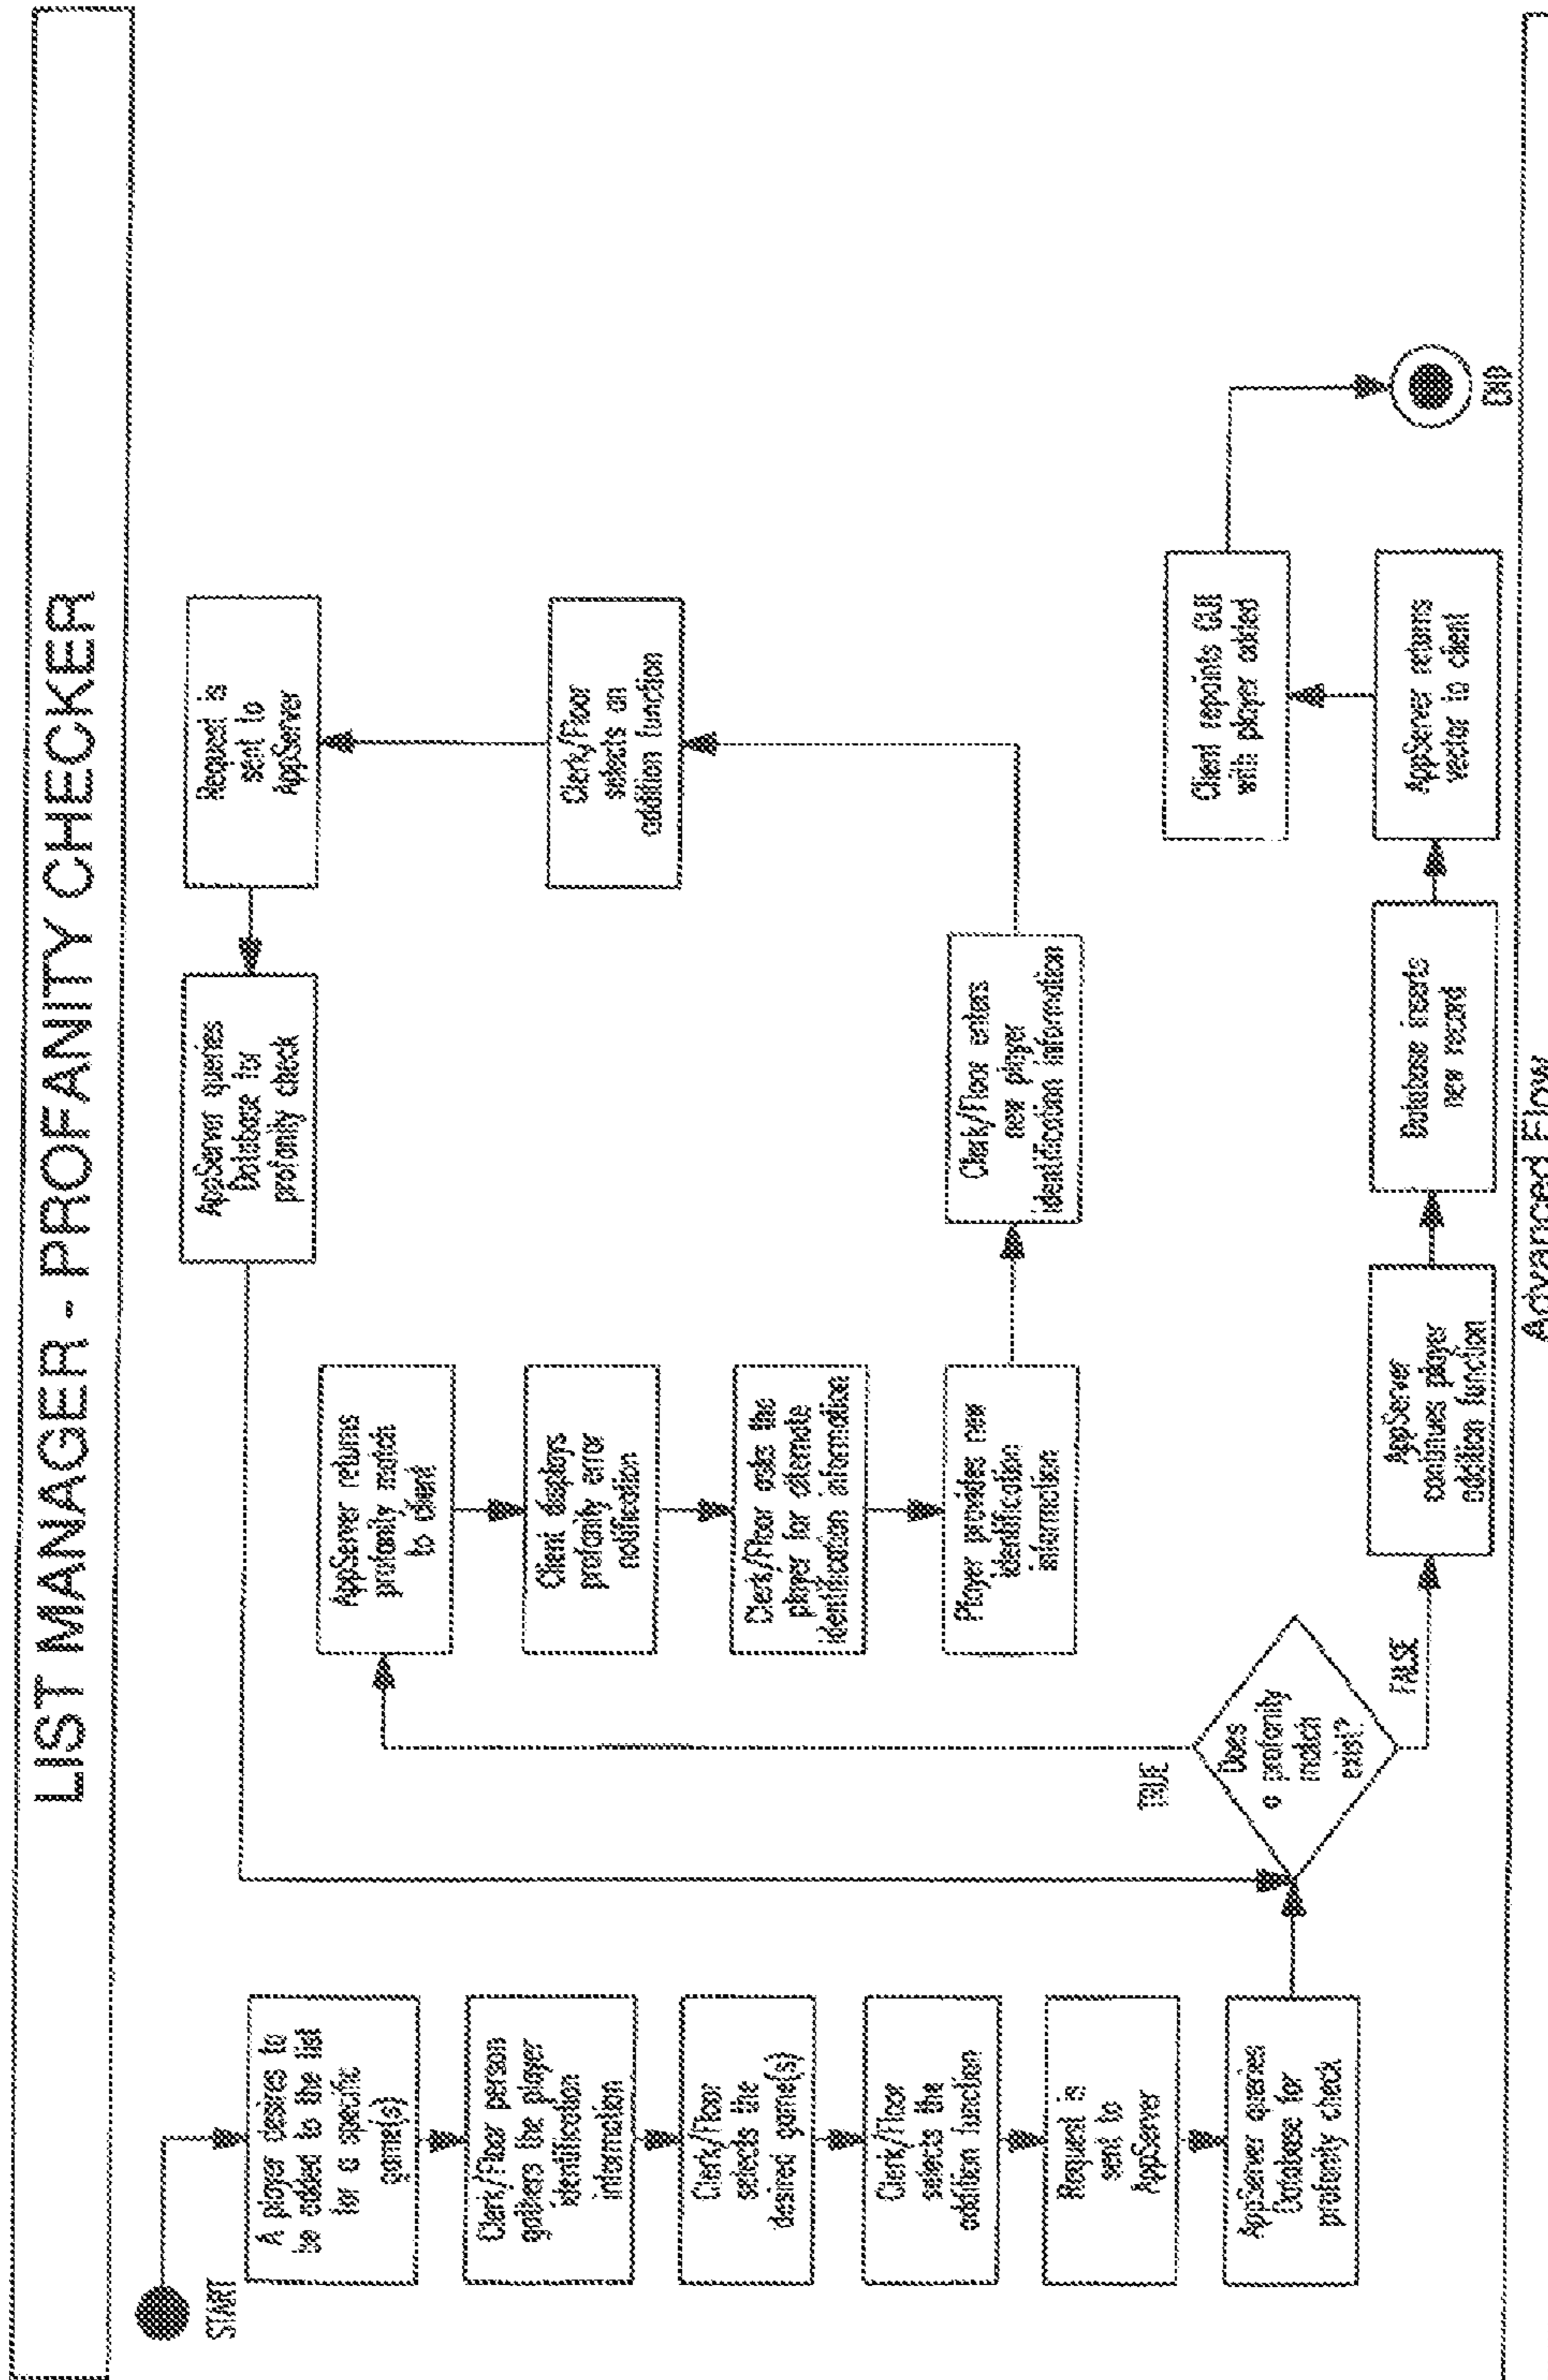 LIST MANAGER - PROFANITY CHECKER
START
A player desires to
be added to the list
for a specific
game(s)
Clerk/Floor person
gathers the player
identification
information
Clerk/Floor
selects the
desired game(s)
Clerk/Floor
selects the
addition function
Request is
sent to
AppServer
AppServer queries
Database for
profanity check
Does
a profanity
match
exist?
TRUE
FALSE
AppServer returns
profanity match
to client
Client displays
profanity error
notification
Clerk/Floor asks the
player for alternate
identification information
Player provides new
identification
information
Clerk/Floor enters
new player
identification information
Clerk/Floor
selects an
addition function
Request is
sent to
AppServer
AppServer queries
Database for
profanity check
AppServer
continues player
addition function
Database inserts
new record
AppServer returns
vector to client
Client repaints GUI
with player added
END
Advanced Flow